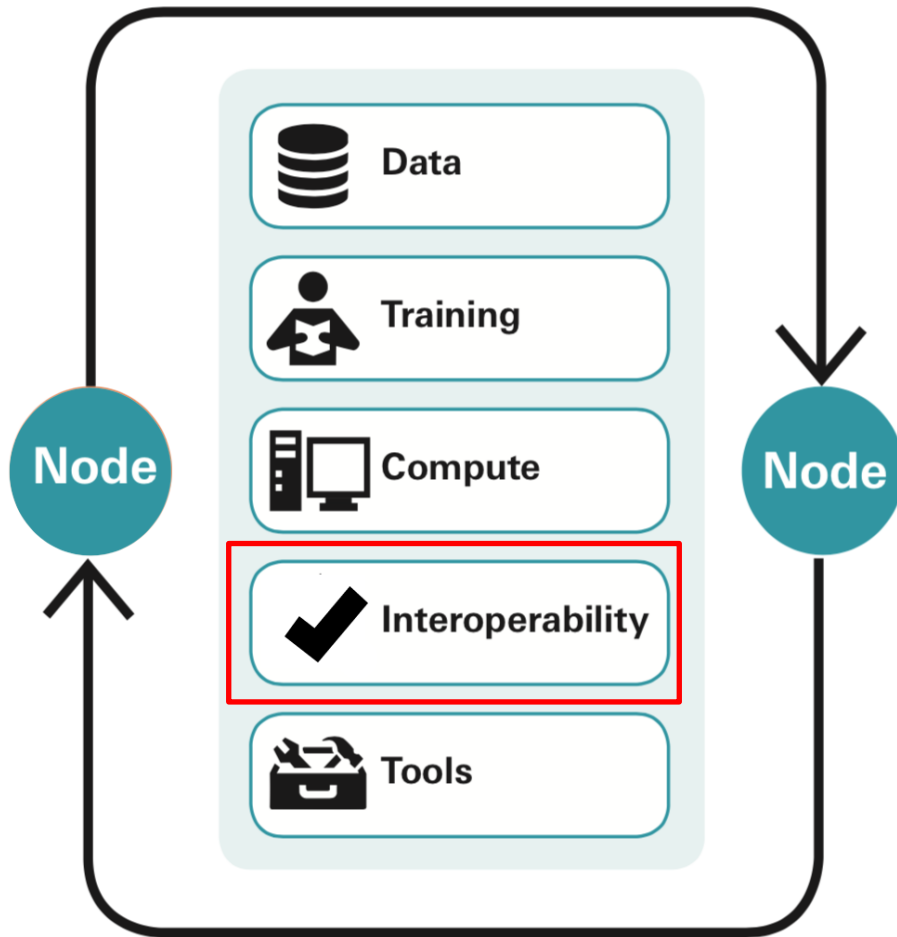 Data
Training
Compute
Node
Node
Interoperability
Tools